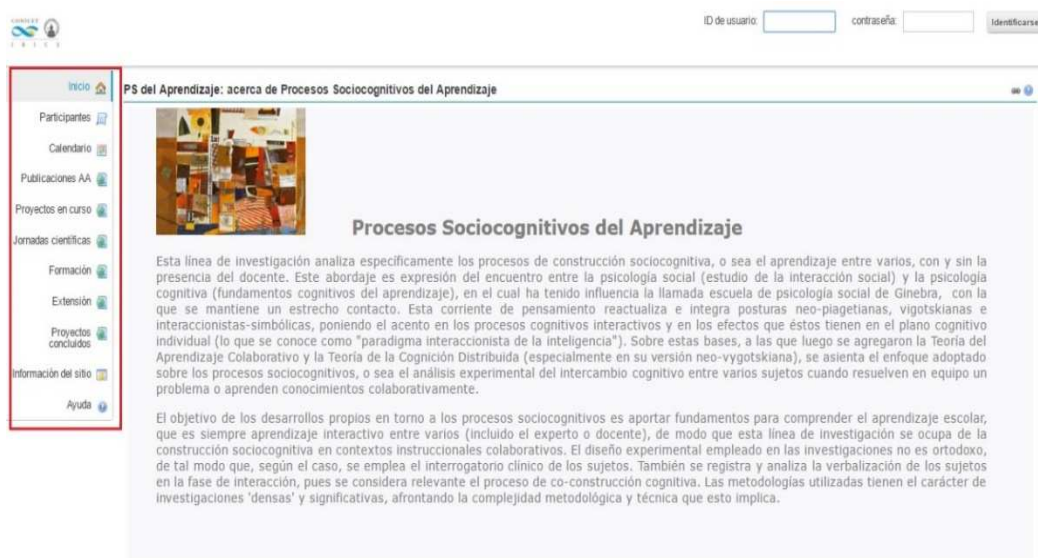 ID de usuario:
contraseña:
Identificarse
Inicio
Participantes
Calendario
Publicaciones AA
Proyectos en curso
Jornadas científicas
Formación
Extensión
Proyectos
concluidos
Información del sitio
Ayuda
PS del Aprendizaje: acerca de Procesos Sociocognitivos del Aprendizaje
Procesos Sociocognitivos del Aprendizaje
Esta línea de investigación analiza específicamente los procesos de construcción sociocognitiva, o sea el aprendizaje entre varios, con y sin la
presencia del docente. Este abordaje es expresión del encuentro entre la psicología social (estudio de la interacción social) y la psicología
cognitiva (fundamentos cognitivos del aprendizaje), en el cual ha tenido influencia la llamada escuela de psicología social de Ginebra, con la
que se mantiene un estrecho contacto. Esta corriente de pensamiento reactualiza e integra posturas neo-piagetianas, vigotskianas e
interaccionistas-simbólicas, poniendo el acento en los procesos cognitivos interactivos y en los efectos que éstos tienen en el plano cognitivo
individual (lo que se conoce como "paradigma interaccionista de la inteligencia"). Sobre estas bases, a las que luego se agregaron la Teoría del
Aprendizaje Colaborativo y la Teoría de la Cognición Distribuida (especialmente en su versión neo-vygotskiana), se asienta el enfoque adoptado
sobre los procesos sociocognitivos, o sea el análisis experimental del intercambio cognitivo entre varios sujetos cuando resuelven en equipo un
problema o aprenden conocimientos colaborativamente.
El objetivo de los desarrollos propios en torno a los procesos sociocognitivos es aportar fundamentos para comprender el aprendizaje escolar,
que es siempre aprendizaje interactivo entre varios (incluido el experto o docente), de modo que esta línea de investigación se ocupa de la
construcción sociocognitiva en contextos instruccionales colaborativos. El diseño experimental empleado en las investigaciones no es ortodoxo,
de tal modo que, según el caso, se emplea el interrogatorio clínico de los sujetos. También se registra y analiza la verbalización de los sujetos
en la fase de interacción, pues se considera relevante el proceso de co-construcción cognitiva. Las metodologías utilizadas tienen el carácter de
investigaciones 'densas' y significativas, afrontando la complejidad metodológica y técnica que esto implica.